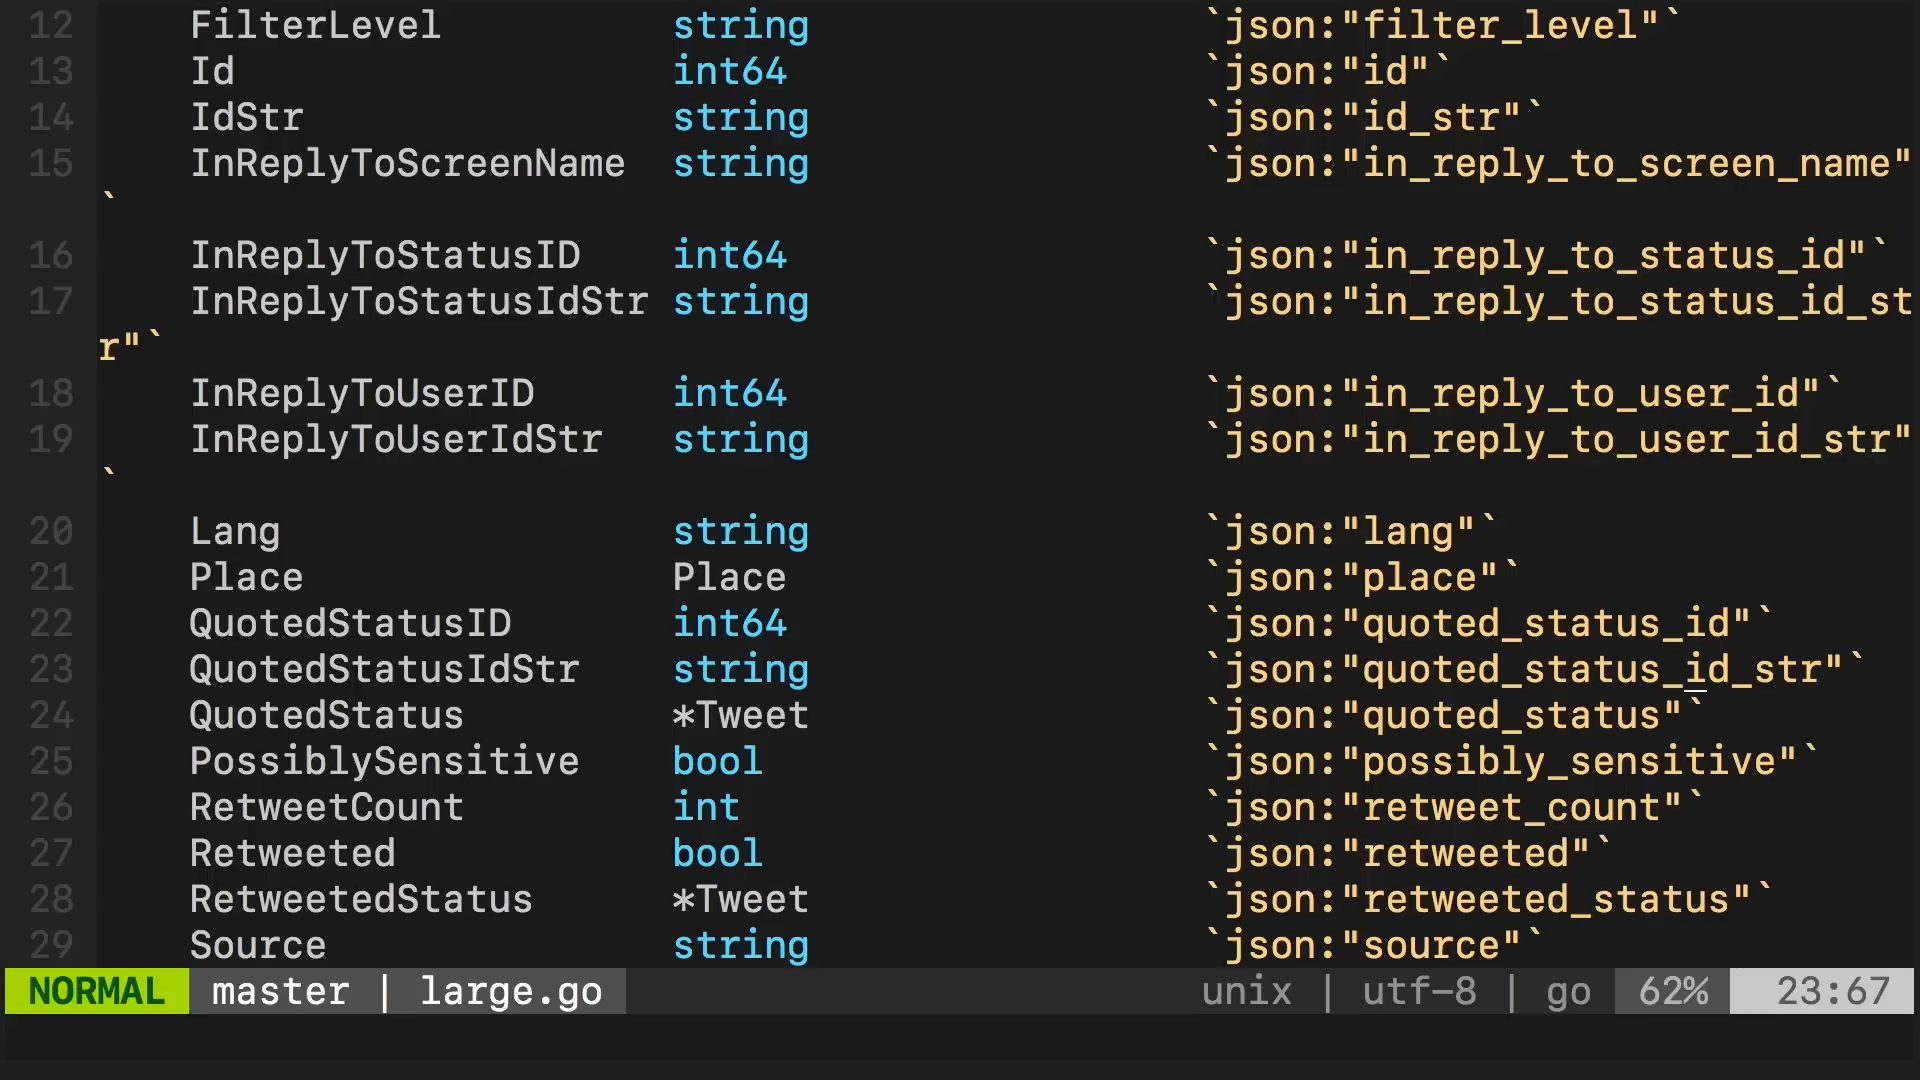 12 FilterLevel string `json:"filter_level"`
13 Id int64 `json:"id"`
14 IdStr string `json:"id_str"`
15 InReplyToScreenName string `json:"in_reply_to_screen_name"
`
16 InReplyToStatusID int64 `json:"in_reply_to_status_id"`
17 InReplyToStatusIdStr string `json:"in_reply_to_status_id_st
r"`
18 InReplyToUserID int64 `json:"in_reply_to_user_id"`
19 InReplyToUserIdStr string `json:"in_reply_to_user_id_str"
`
20 Lang string `json:"lang"`
21 Place Place `json:"place"`
22 QuotedStatusID int64 `json:"quoted_status_id"`
23 QuotedStatusIdStr string `json:"quoted_status_id_str"`
24 QuotedStatus *Tweet `json:"quoted_status"`
25 PossiblySensitive bool `json:"possibly_sensitive"`
26 RetweetCount int `json:"retweet_count"`
27 Retweeted bool `json:"retweeted"`
28 RetweetedStatus *Tweet `json:"retweeted_status"`
29 Source string `json:"source"`
NORMAL master | large.go unix | utf-8 | go 62% 23:67